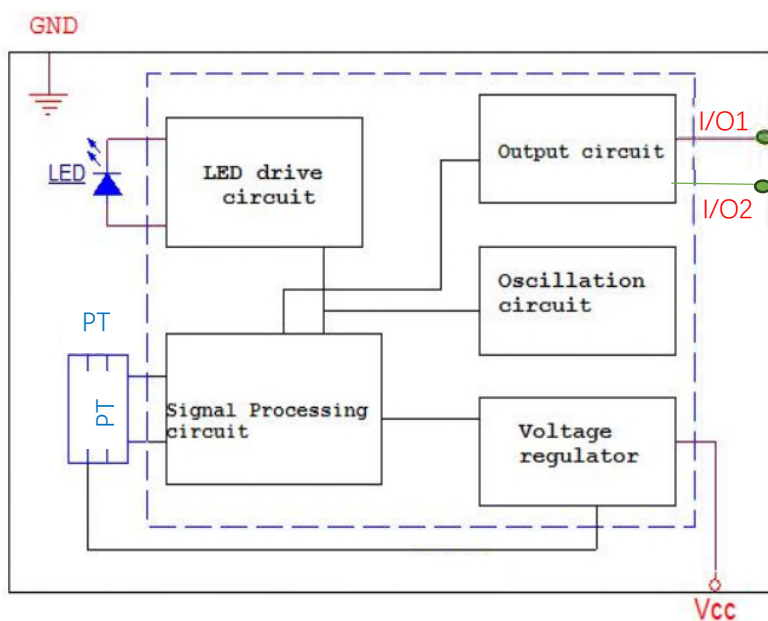 GND
I/O1
Output circuit
LED drive
circuit
LED
I/O2
Oscillation
circuit
PT
PT
Signal Processing
circuit
Voltage
regulator
Vcc